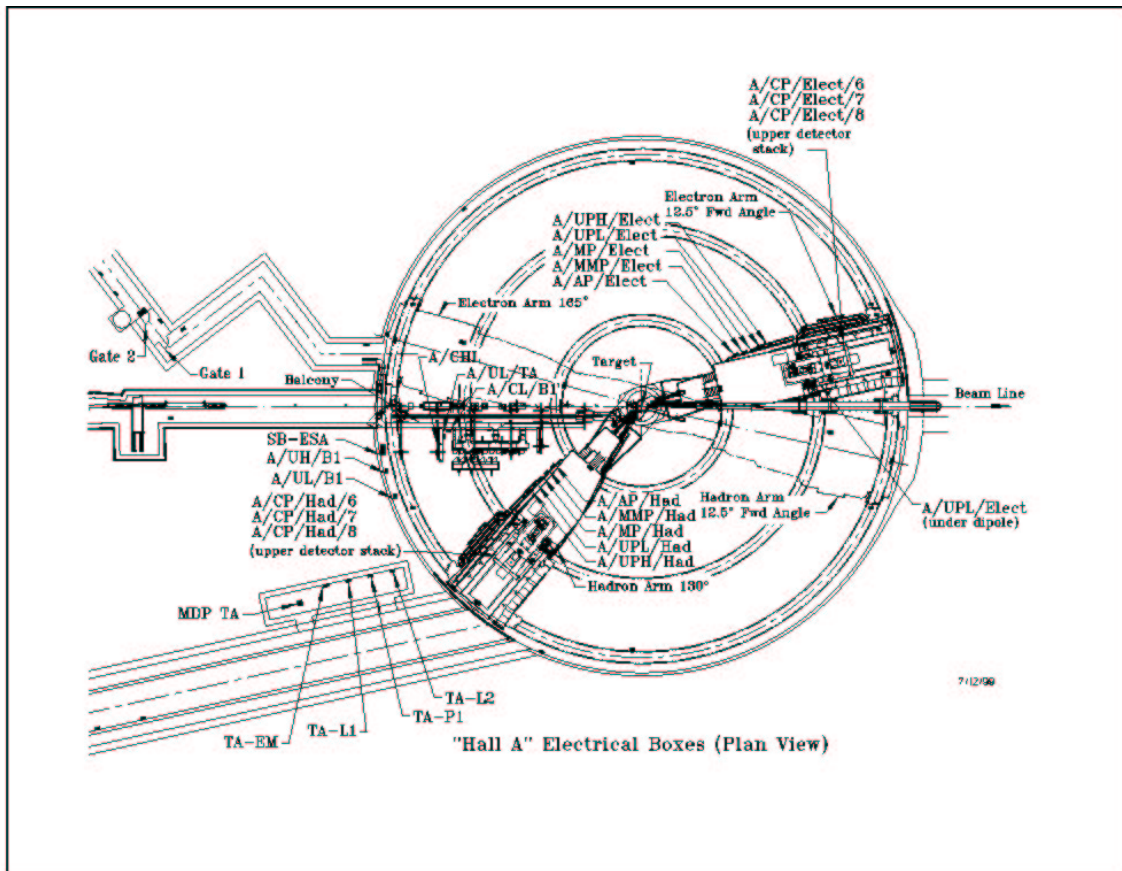 A/CP/Elect/6
A/CP/Elect/7
A/CP/Elect/8
(upper detector
stack)
Electron Arm
12.5° Fwd Angle
A/UPH/Elect
A/UPL/Elect
A/MP/Elect
A/MMP/Elect
A/AP/Elect
Electron Arm 165°
Gate 2
Gate 1
A/CHL
A/UL/TA
A/CL/B1
Balcony
Target
Beam Line
SB-ESA
A/UH/B1
A/UL/B1
A/CP/Had/6
A/CP/Had/7
A/CP/Had/8
(upper detector stack)
A/AP/Had
A/MMP/Had
A/MP/Had
A/UPL/Had
A/UPH/Had
Hadron Arm
12.5° Fwd Angle
A/UPL/Elect
(under dipole)
Hadron Arm 130°
MDP TA
TA-L2
TA-P1
TA-L1
TA-EM
7/12/99
"Hall A" Electrical Boxes (Plan View)